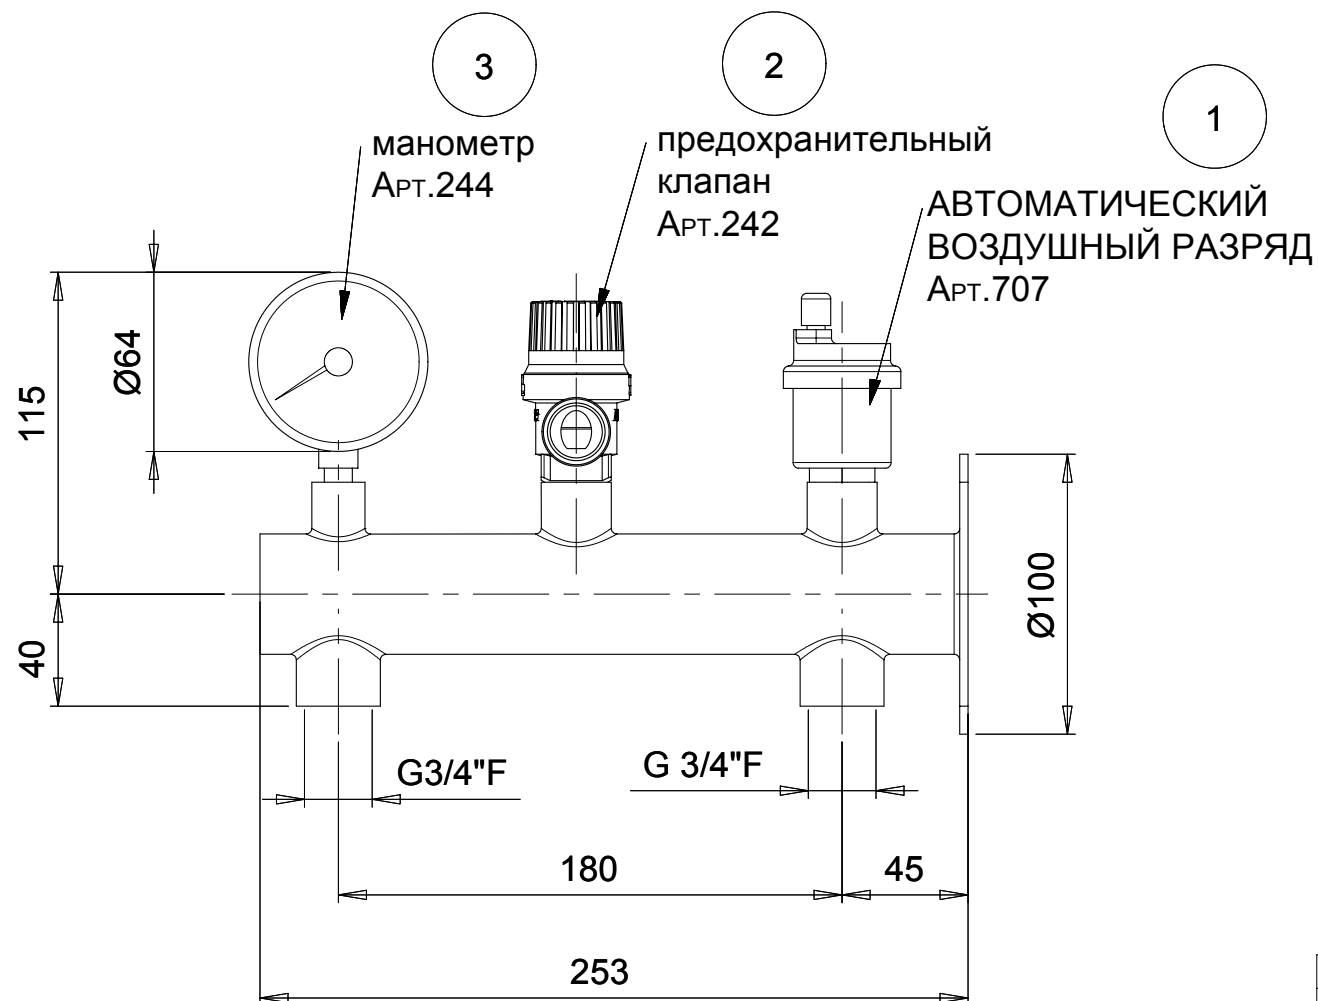 3
2
1
манометр
Арт.244
предохранительный
клапан
Арт.242
АВТОМАТИЧЕСКИЙ
ВОЗДУШНЫЙ РАЗРЯД
Арт.707
Ø64
115
40
Ø100
G3/4"F
G 3/4"F
180
45
253